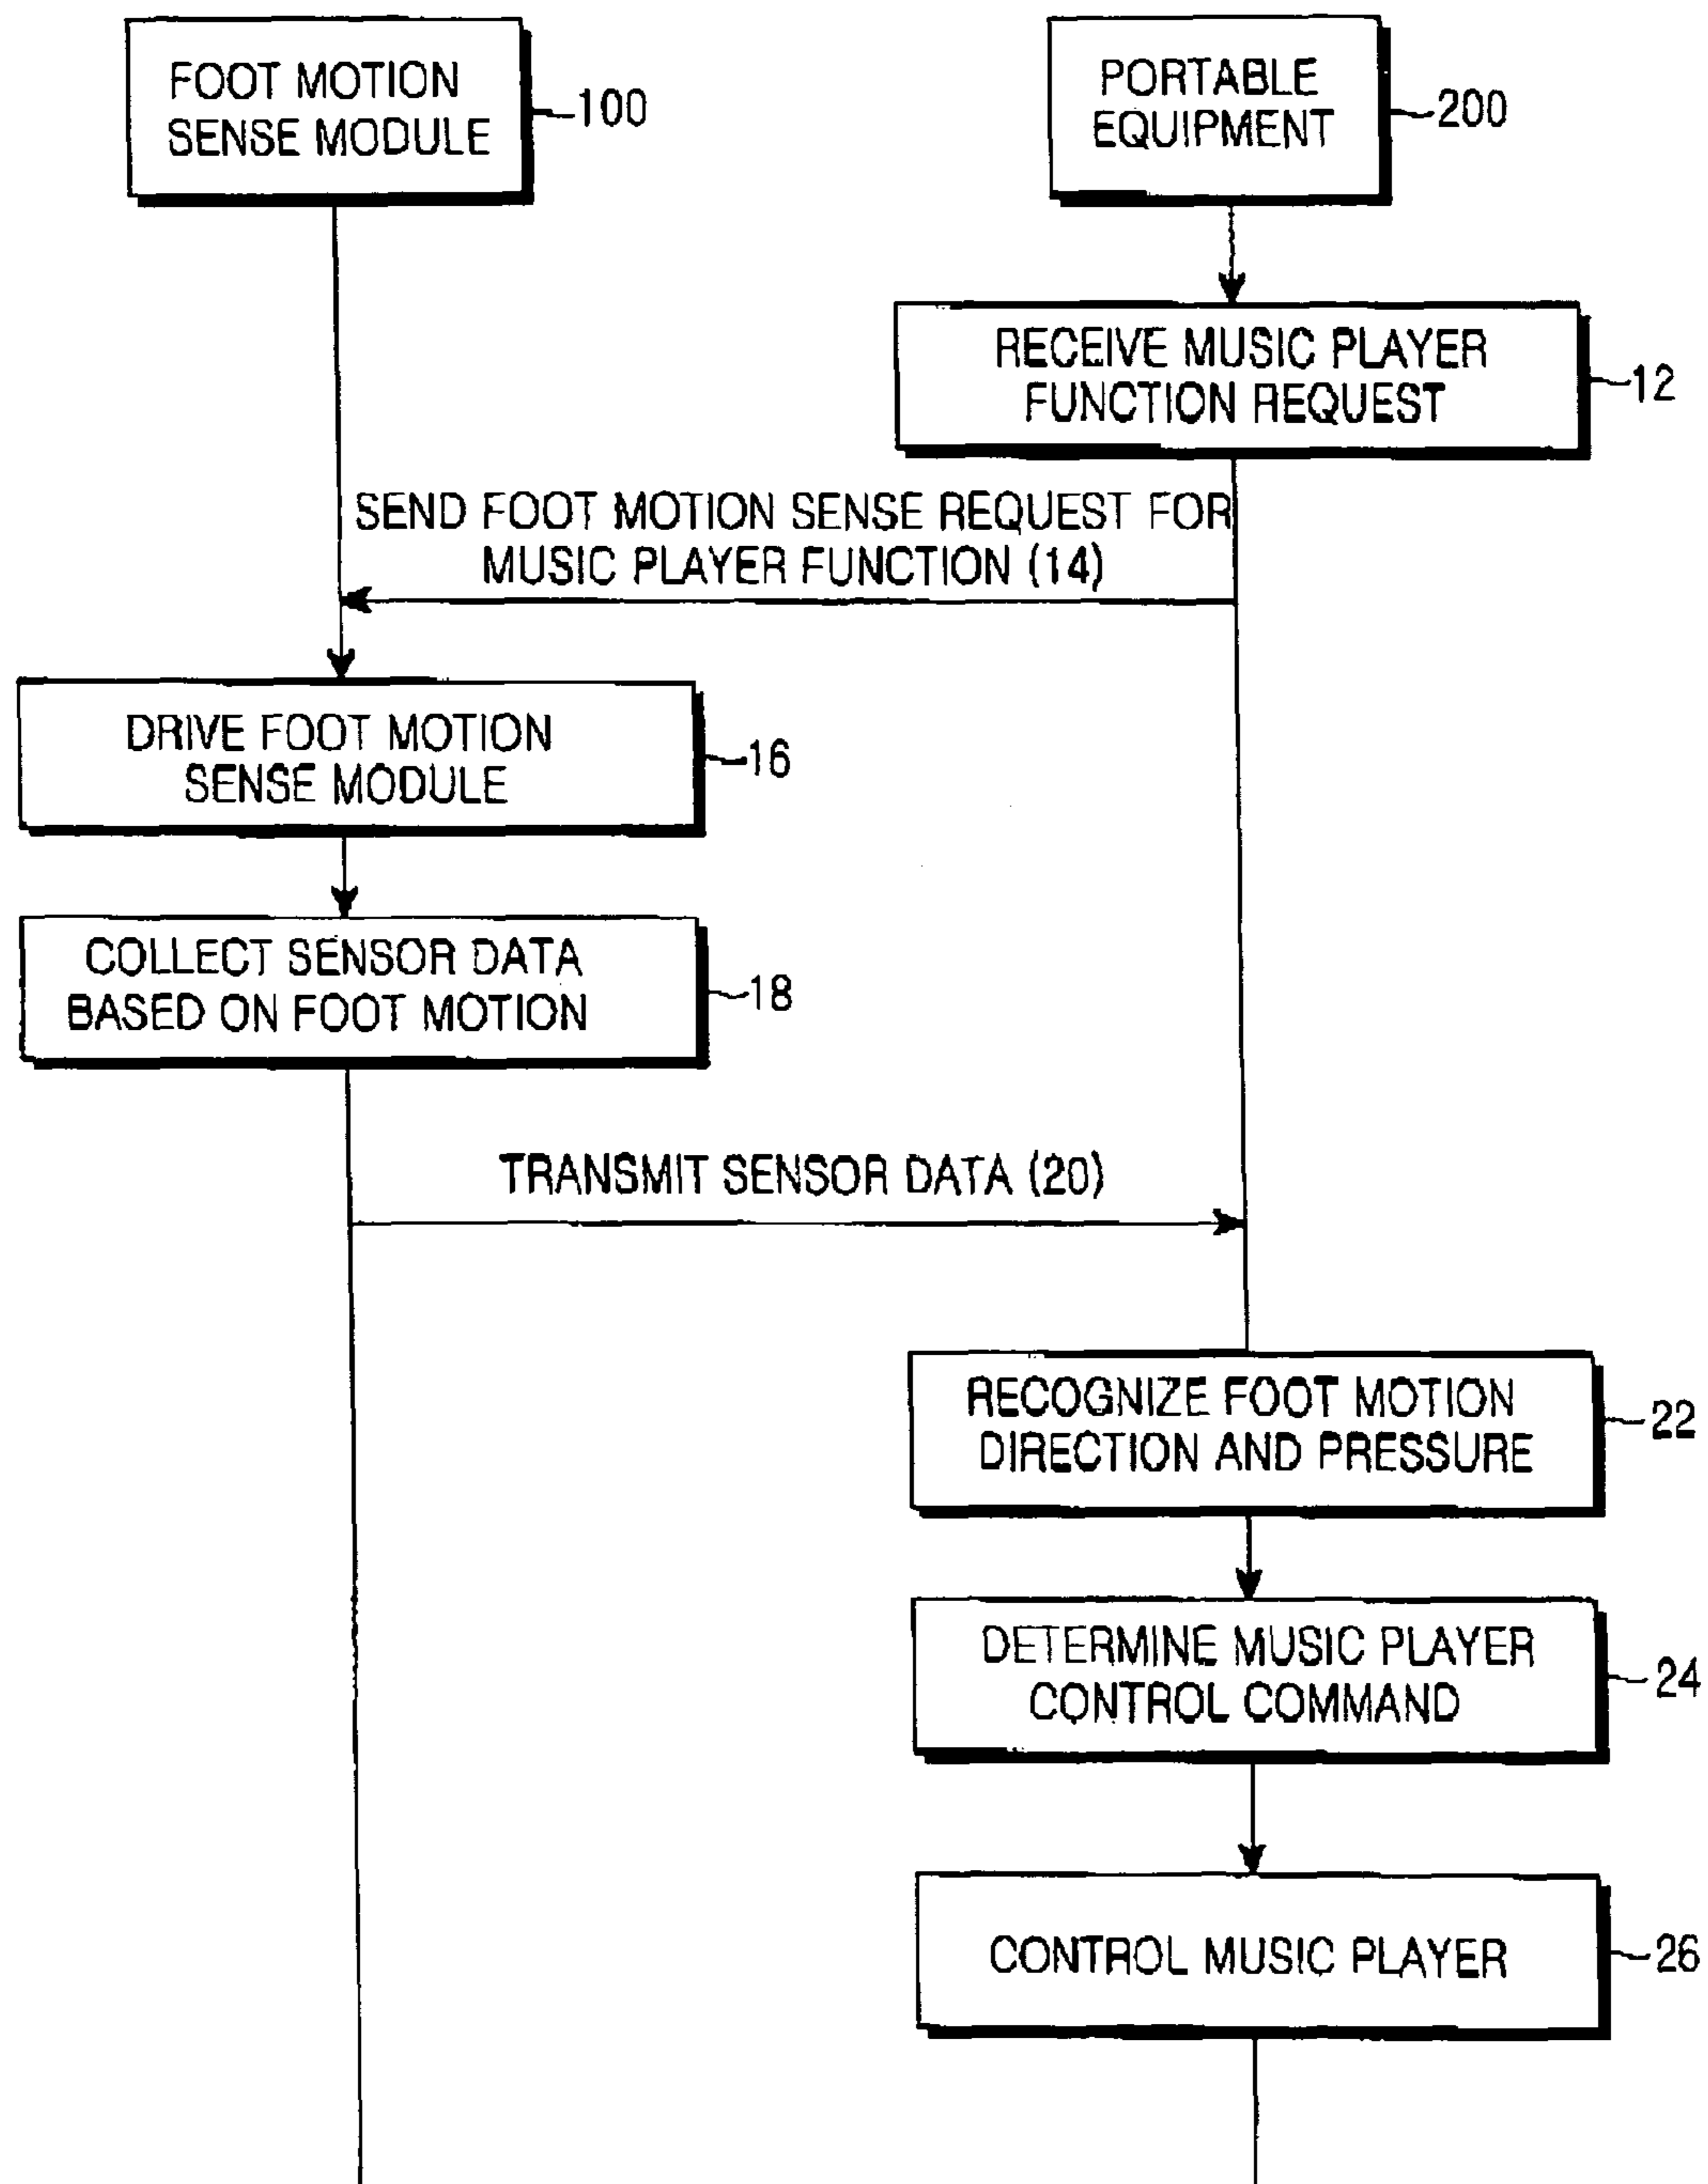 FOOT MOTION
SENSE MODULE
100
PORTABLE
EQUIPMENT
200
RECEIVE MUSIC PLAYER
FUNCTION REQUEST
12
SEND FOOT MOTION SENSE REQUEST FOR
MUSIC PLAYER FUNCTION (14)
DRIVE FOOT MOTION
SENSE MODULE
16
COLLECT SENSOR DATA
BASED ON FOOT MOTION
18
TRANSMIT SENSOR DATA (20)
RECOGNIZE FOOT MOTION
DIRECTION AND PRESSURE
22
DETERMINE MUSIC PLAYER
CONTROL COMMAND
24
CONTROL MUSIC PLAYER
26